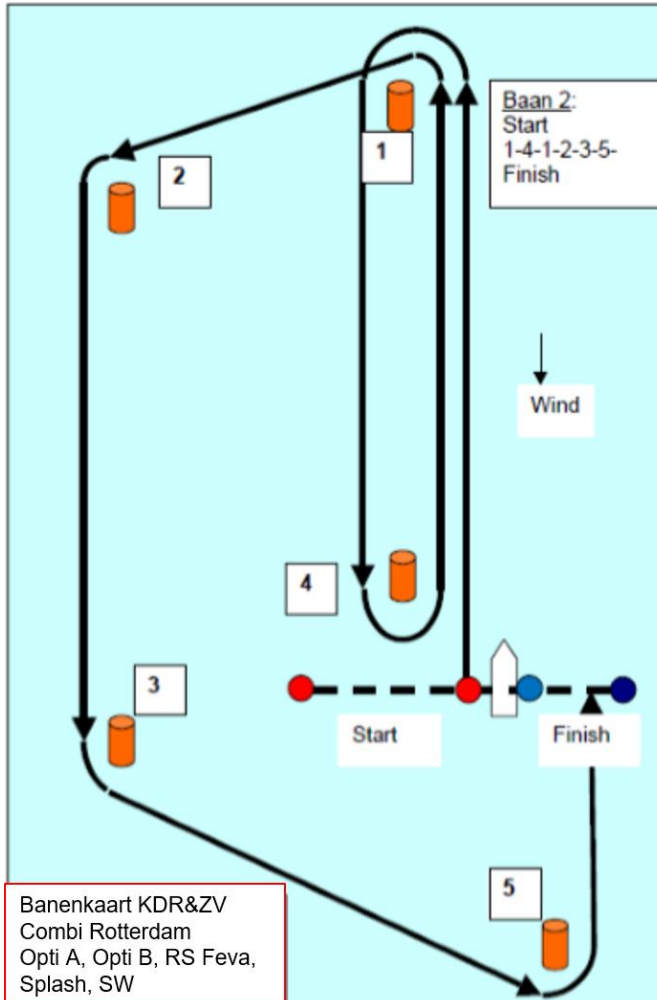 Baan 2:
Start
1-4-1-2-3-5-
Finish
1
2
Wind
4
3
Start
Finish
5
Banenkaart KDR&ZV
Combi Rotterdam
Opti A, Opti B, RS Feva,
Splash, SW